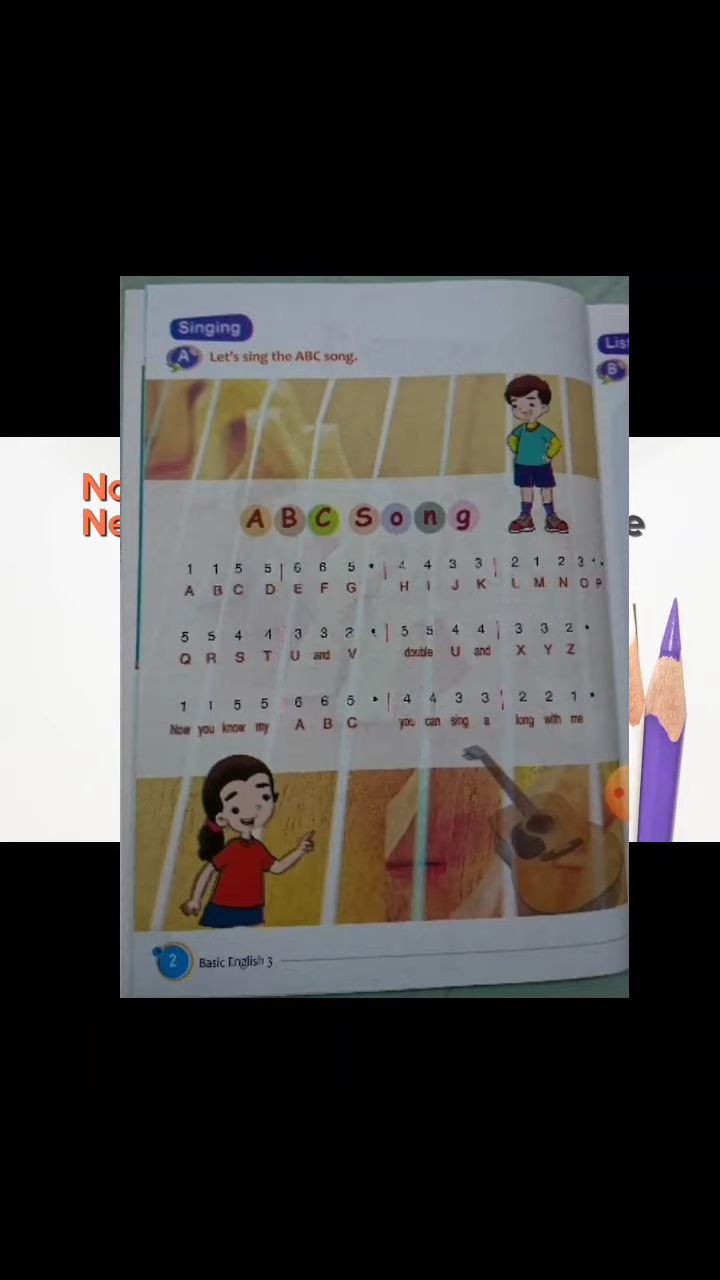 Singing
A Let's sing the ABC song.
Lis
B
No
Ne e
ABC Song
1 1 5 5 | 6 6 5 • | 4 4 3 3 | 2 1 2 3 • •
A B C D E F G H I J K L M N O P
5 5 4 4 3 3 2 • | 5 5 4 4 | 3 3 2 •
Q R S T U and V double U and X Y Z
1 1 5 5 6 6 5 • | 4 4 3 3 | 2 2 1 •
Now you know my A B C you can sing a long with me
2 Basic English 3